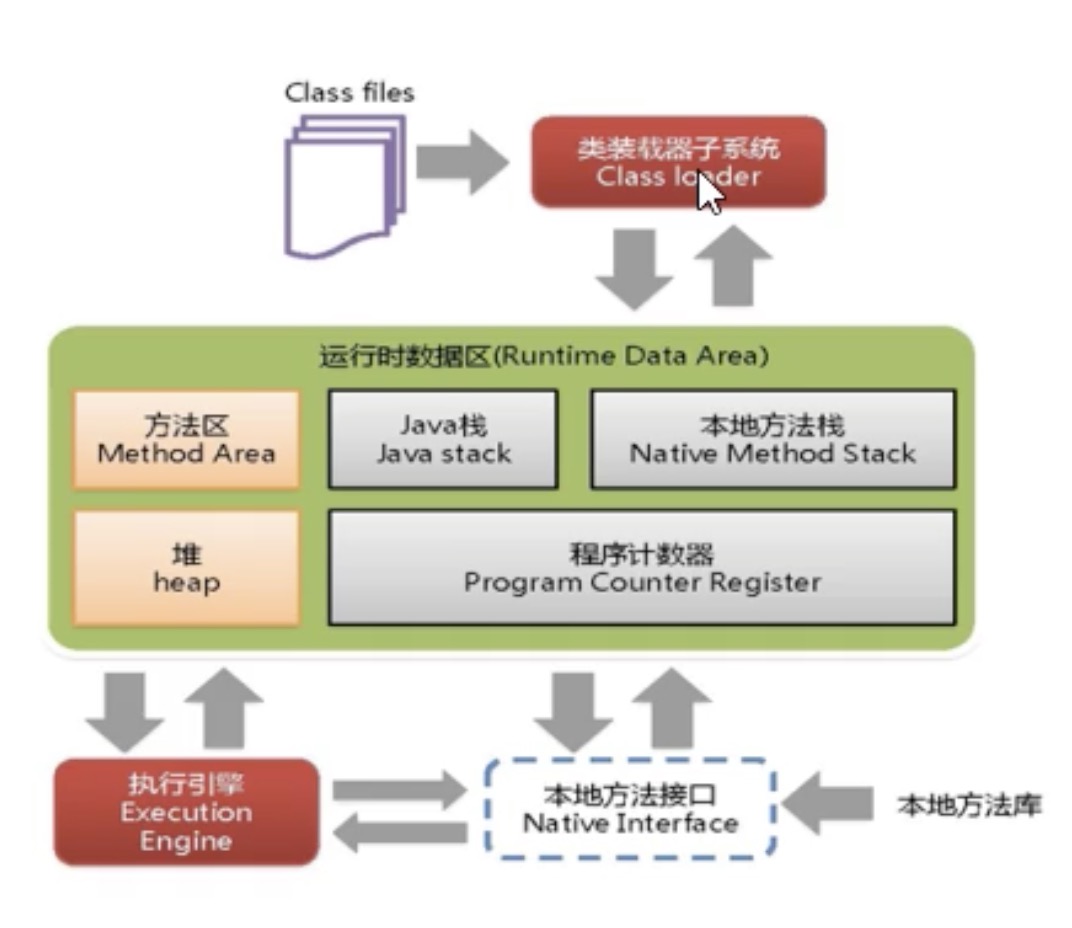 Class files
类装载器子系统
Class loader
运行时数据区(Runtime Data Area)
方法区
Method Area
Java栈
Java stack
本地方法栈
Native Method Stack
堆
heap
程序计数器
Program Counter Register
执行引擎
Execution
Engine
本地方法接口
Native Interface
本地方法库